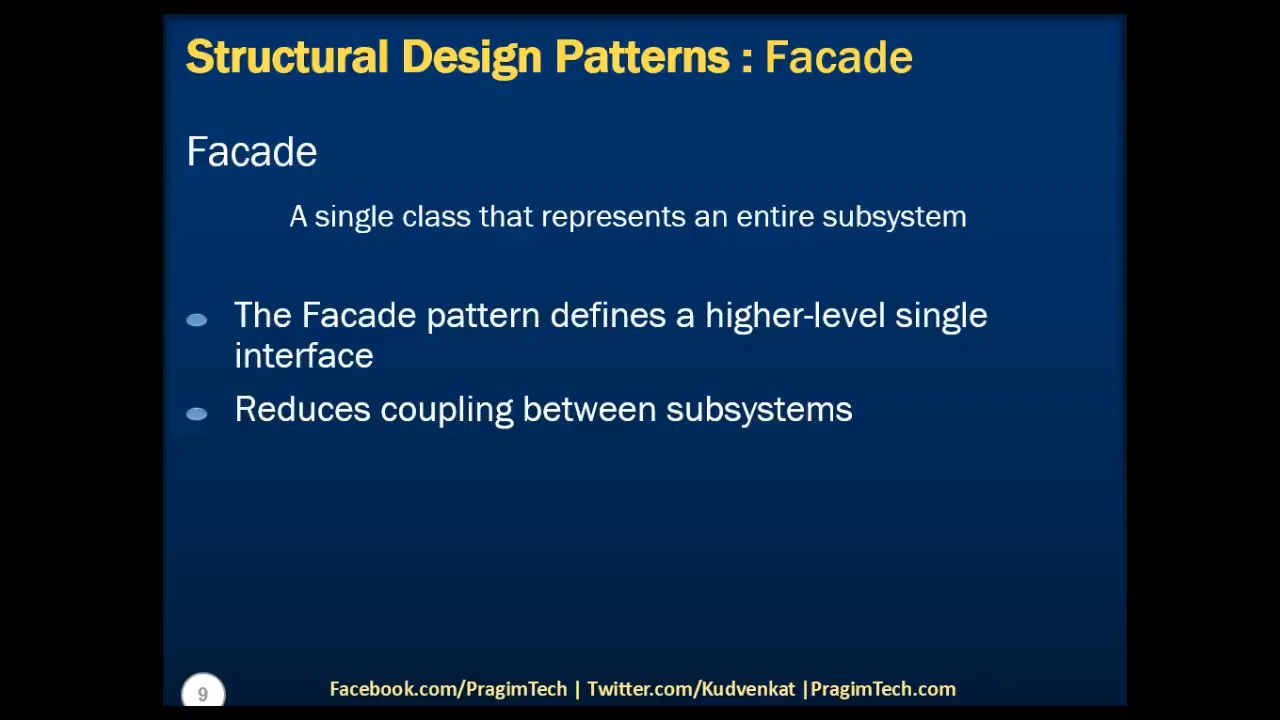 Structural Design Patterns : Facade
Facade
A single class that represents an entire subsystem
The Facade pattern defines a higher-level single
interface
Reduces coupling between subsystems
9
Facebook.com/PragimTech | Twitter.com/Kudvenkat |PragimTech.com